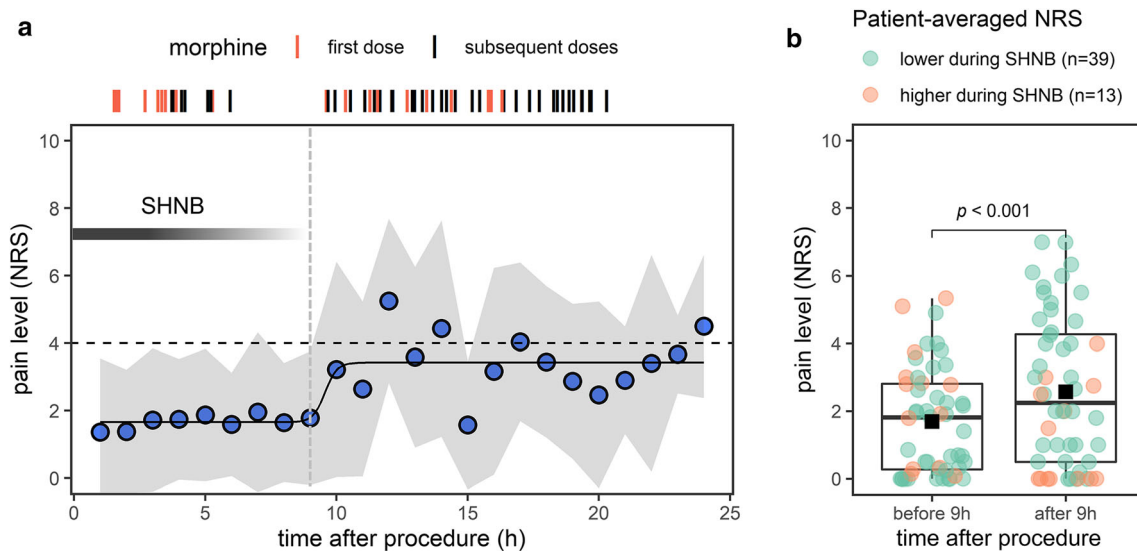 a
morphine | first dose | subsequent doses
10
8
6
4
2
0
pain level (NRS)
SHNB
0 5 10 15 20 25
time after procedure (h)
b
Patient-averaged NRS
lower during SHNB (n=39)
higher during SHNB (n=13)
10
8
6
4
2
0
pain level (NRS)
p < 0.001
before 9h after 9h
time after procedure